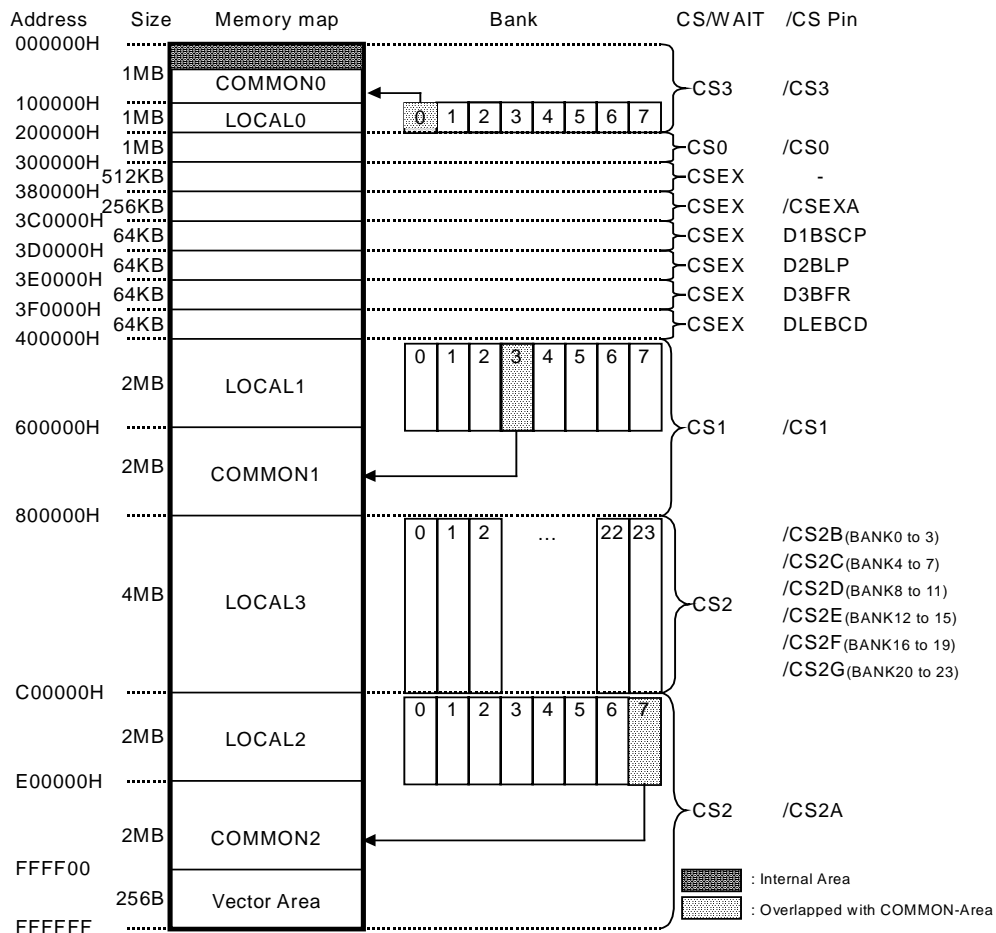 Address Size Memory map Bank CS/WAIT /CS Pin
000000H
1MB COMMON0 CS3 /CS3
100000H
1MB LOCAL0 0 1 2 3 4 5 6 7
200000H
1MB CS0 /CS0
300000H
512KB CSEX -
380000H
256KB CSEX /CSEXA
3C0000H
64KB CSEX D1BSCP
3D0000H
64KB CSEX D2BLP
3E0000H
64KB CSEX D3BFR
3F0000H
64KB CSEX DLEBCD
400000H
0 1 2 3 4 5 6 7
2MB LOCAL1
600000H CS1 /CS1
2MB COMMON1
800000H
0 1 2 ... 22 23 /CS2B(BANK0 to 3)
/CS2C(BANK4 to 7)
/CS2D(BANK8 to 11)
4MB LOCAL3 CS2 /CS2E(BANK12 to 15)
/CS2F(BANK16 to 19)
/CS2G(BANK20 to 23)
C00000H
0 1 2 3 4 5 6 7
2MB LOCAL2
E00000H
CS2 /CS2A
2MB COMMON2
FFFF00
: Internal Area
256B Vector Area
: Overlapped with COMMON-Area
FFFFFF